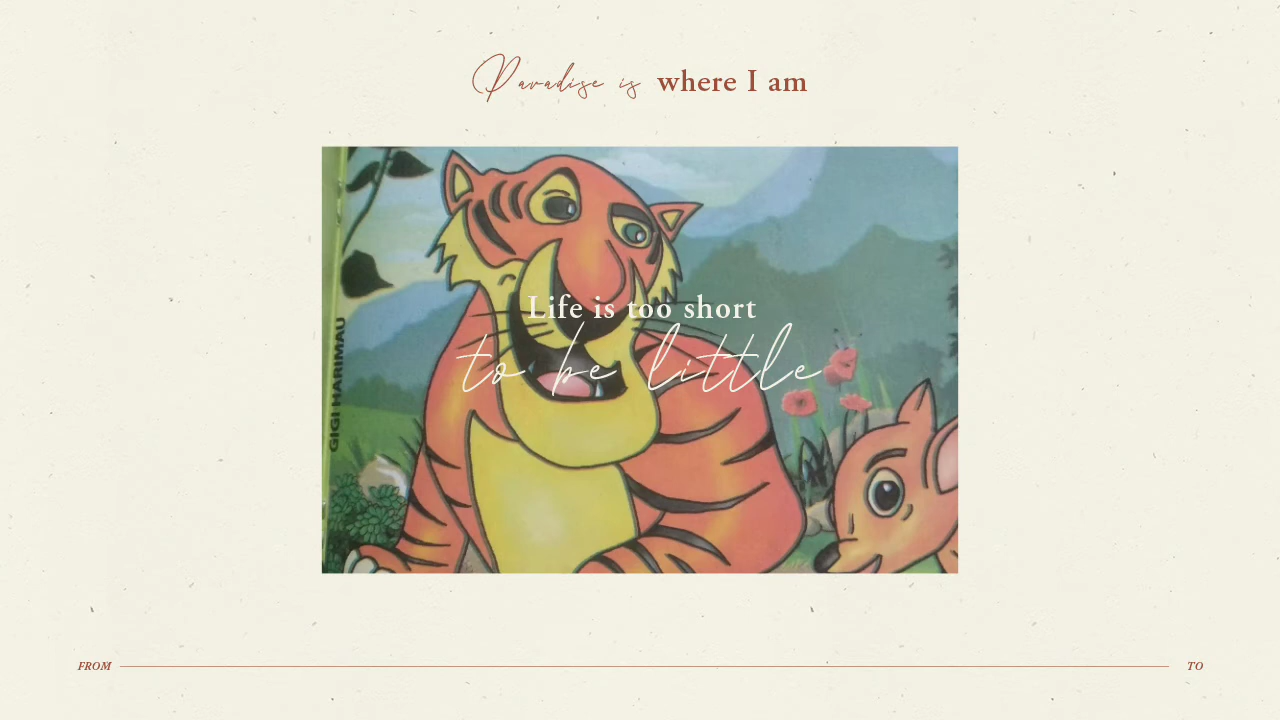 Paradise is where I am
Life is too short
to be little
GIGI HARIMAU
FROM
TO